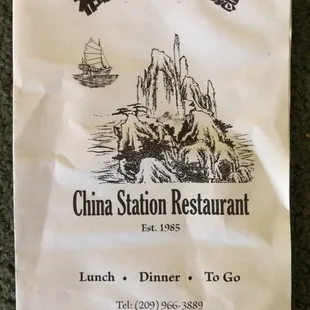 China Station Restaurant
Est. 1985
Lunch • Dinner • To Go
Tel: (209) 966-3889